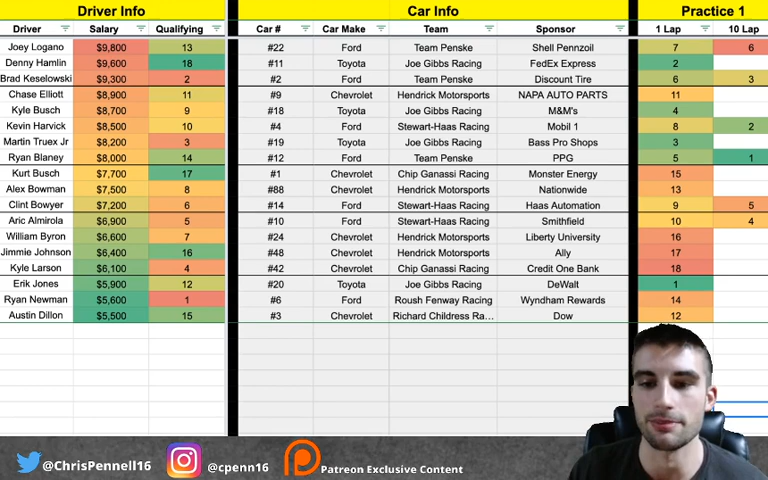 Driver Info Car Info Practice 1
Driver Salary Qualifying Car # Car Make Team Sponsor 1 Lap 10 Lap
Joey Logano $9,800 13 #22 Ford Team Penske Shell Pennzoil 7 6
Denny Hamlin $9,600 18 #11 Toyota Joe Gibbs Racing FedEx Express 2
Brad Keselowski $9,300 2 #2 Ford Team Penske Discount Tire 6 3
Chase Elliott $8,900 11 #9 Chevrolet Hendrick Motorsports NAPA AUTO PARTS 11
Kyle Busch $8,700 9 #18 Toyota Joe Gibbs Racing M&M's 4
Kevin Harvick $8,500 10 #4 Ford Stewart-Haas Racing Mobil 1 8 2
Martin Truex Jr $8,200 3 #19 Toyota Joe Gibbs Racing Bass Pro Shops 3
Ryan Blaney $8,000 14 #12 Ford Team Penske PPG 5 1
Kurt Busch $7,700 17 #1 Chevrolet Chip Ganassi Racing Monster Energy 15
Alex Bowman $7,500 8 #88 Chevrolet Hendrick Motorsports Nationwide 13
Clint Bowyer $7,200 6 #14 Ford Stewart-Haas Racing Haas Automation 9 5
Aric Almirola $6,900 5 #10 Ford Stewart-Haas Racing Smithfield 10 4
William Byron $6,600 7 #24 Chevrolet Hendrick Motorsports Liberty University 16
Jimmie Johnson $6,400 16 #48 Chevrolet Hendrick Motorsports Ally 17
Kyle Larson $6,100 4 #42 Chevrolet Chip Ganassi Racing Credit One Bank 18
Erik Jones $5,900 12 #20 Toyota Joe Gibbs Racing DeWalt 1
Ryan Newman $5,600 1 #6 Ford Roush Fenway Racing Wyndham Rewards 14
Austin Dillon $5,500 15 #3 Chevrolet Richard Childress Ra... Dow 12
@ChrisPennell16 @cpenn16 Patreon Exclusive Content